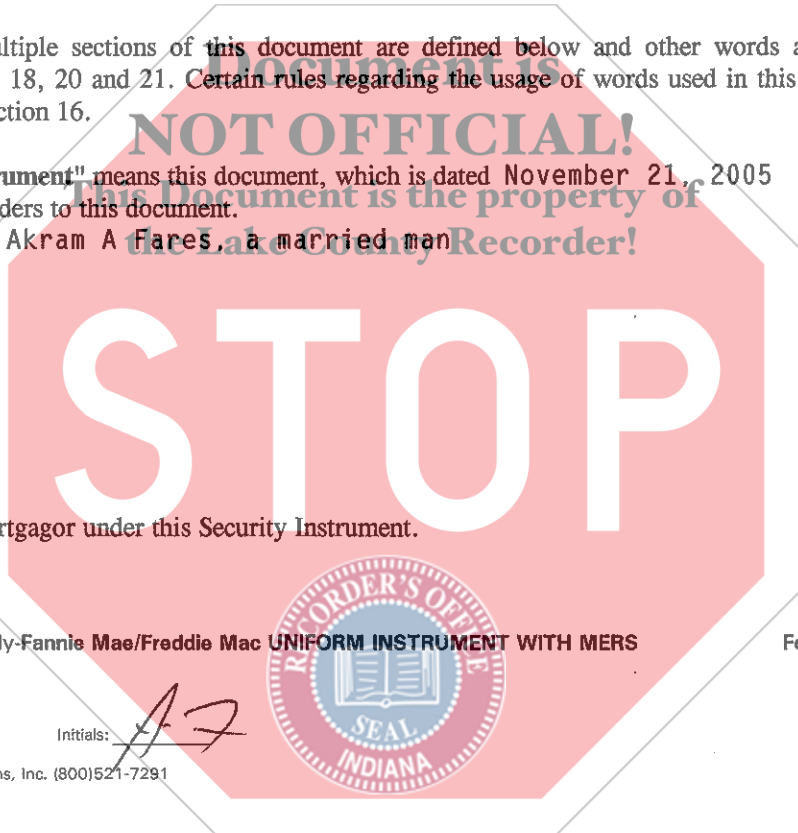 ultiple sections of this document are defined below and other words a
Document is
18, 20 and 21. Certain rules regarding the usage of words used in this
ction 16.
NOT OFFICIAL!
rument" means this document, which is dated November 21, 2005
This Document is the property of
ders to this document.
Akram A Fares, a married man
the Lake County Recorder!
STOP
rtgagor under this Security Instrument.
RECORDER'S OFFICE
ly-Fannie Mae/Freddie Mac UNIFORM INSTRUMENT WITH MERS Fo
SEAL
Initials: AF
INDIANA
ns, Inc. (800)521-7291